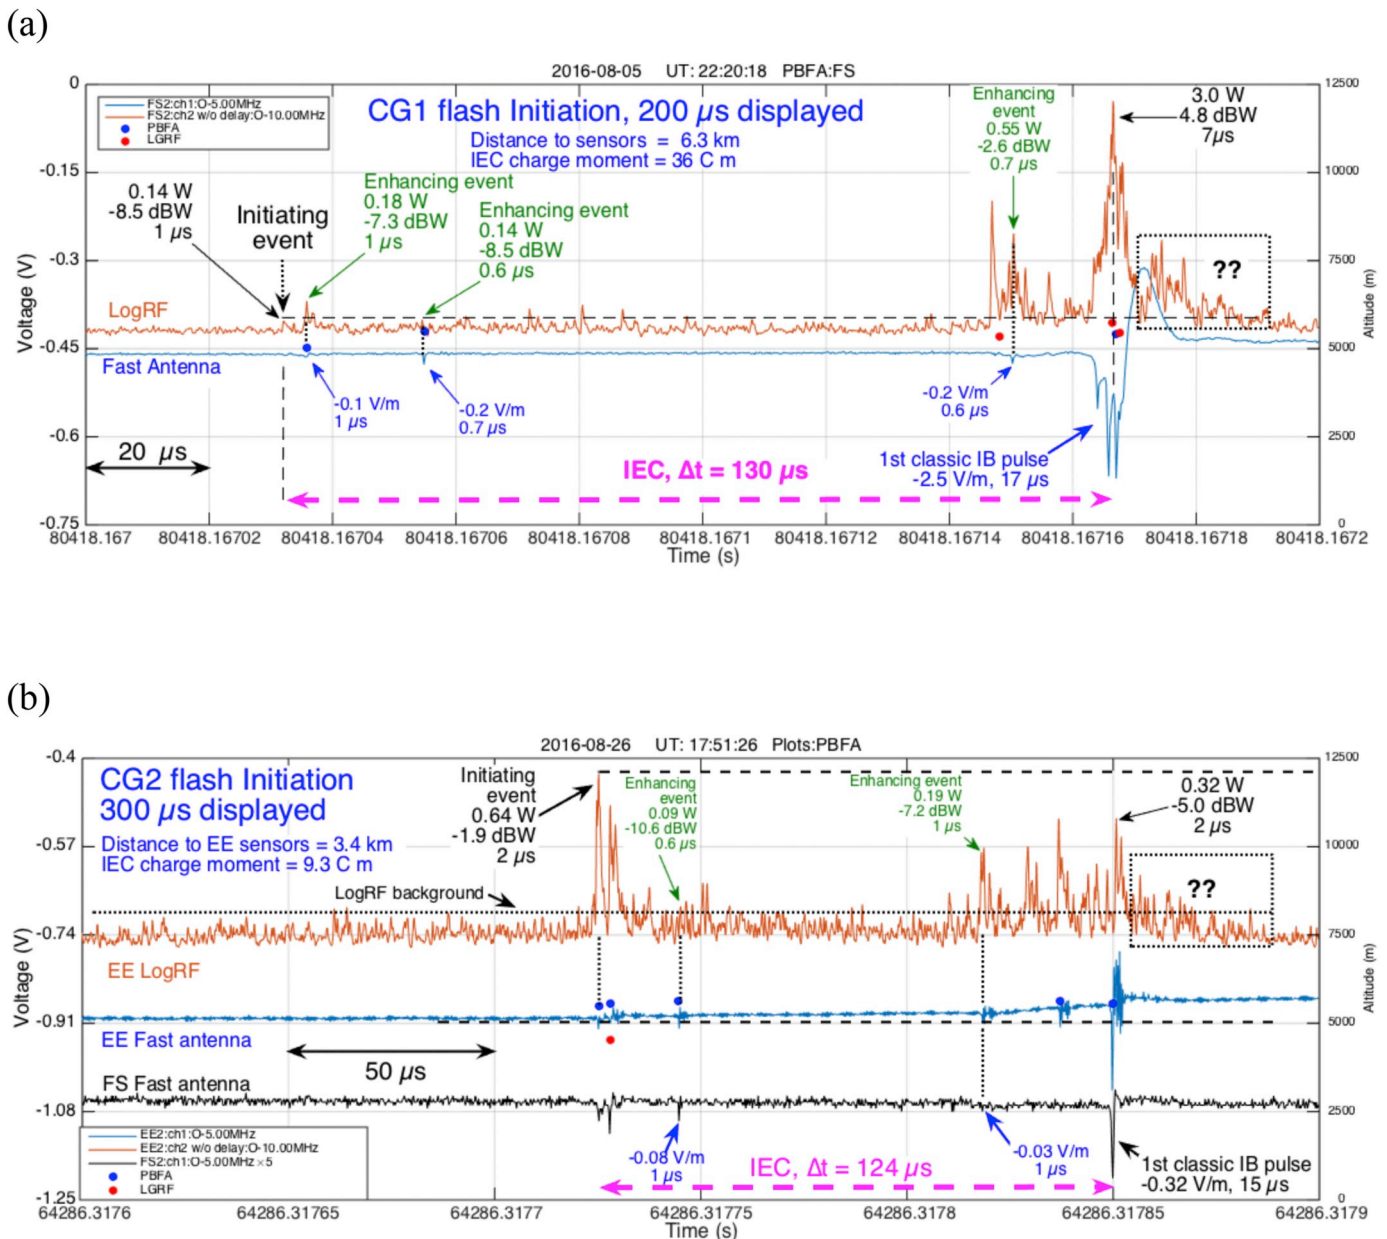 (a)
2016-08-05 UT: 22:20:18 PBFA:FS
FS2:ch1:O-5.00MHz
FS2:ch2 w/o delay:O-10.00MHz
PBFA
LGRF
CG1 flash Initiation, 200 µs displayed
Distance to sensors = 6.3 km
IEC charge moment = 36 C m
0.14 W
-8.5 dBW
1 µs
Initiating
event
Enhancing event
0.18 W
-7.3 dBW
1 µs
Enhancing event
0.14 W
-8.5 dBW
0.6 µs
Enhancing
event
0.55 W
-2.6 dBW
0.7 µs
3.0 W
4.8 dBW
7µs
??
LogRF
Fast Antenna
-0.1 V/m
1 µs
-0.2 V/m
0.7 µs
-0.2 V/m
0.6 µs
1st classic IB pulse
-2.5 V/m, 17 µs
20 µs
IEC, Δt = 130 µs
0
-0.15
-0.3
-0.45
-0.6
-0.75
Voltage (V)
12500
10000
7500
5000
2500
0
Altitude (m)
80418.167
80418.16702
80418.16704
80418.16706
80418.16708
80418.1671
80418.16712
80418.16714
80418.16716
80418.16718
80418.1672
Time (s)
(b)
2016-08-26 UT: 17:51:26 Plots:PBFA
CG2 flash Initiation
300 µs displayed
Distance to EE sensors = 3.4 km
IEC charge moment = 9.3 C m
LogRF background
Initiating
event
0.64 W
-1.9 dBW
2 µs
Enhancing
event
0.09 W
-10.6 dBW
0.6 µs
Enhancing event
0.19 W
-7.2 dBW
1 µs
0.32 W
-5.0 dBW
2 µs
??
EE LogRF
EE Fast antenna
50 µs
FS Fast antenna
EE2:ch1:O-5.00MHz
EE2:ch2 w/o delay:O-10.00MHz
FS2:ch1:O-5.00MHz × 5
PBFA
LGRF
-0.08 V/m
1 µs
-0.03 V/m
1 µs
IEC, Δt = 124 µs
1st classic IB pulse
-0.32 V/m, 15 µs
-0.4
-0.57
-0.74
-0.91
-1.08
-1.25
Voltage (V)
12500
10000
7500
5000
2500
0
Altitude (m)
64286.3176
64286.31765
64286.3177
64286.31775
64286.3178
64286.31785
64286.3179
Time (s)